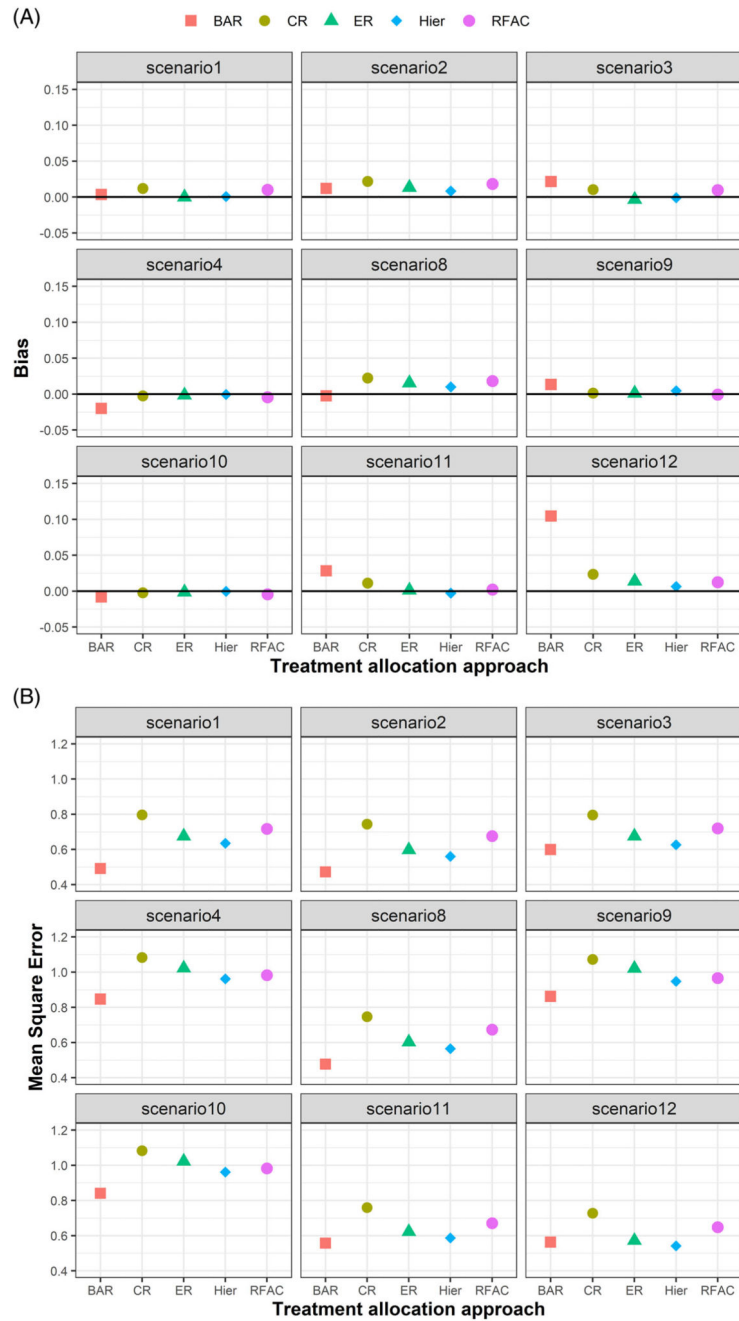 (A)
BAR CR ER Hier RFAC
scenario1 scenario2 scenario3
0.15
0.10
0.05
0.00
-0.05
scenario4 scenario8 scenario9
0.15
0.10
0.05
0.00
-0.05
scenario10 scenario11 scenario12
0.15
0.10
0.05
0.00
-0.05
Bias
BAR CR ER Hier RFAC BAR CR ER Hier RFAC BAR CR ER Hier RFAC
Treatment allocation approach
(B)
scenario1 scenario2 scenario3
1.2
1.0
0.8
0.6
0.4
scenario4 scenario8 scenario9
1.2
1.0
0.8
0.6
0.4
scenario10 scenario11 scenario12
1.2
1.0
0.8
0.6
0.4
Mean Square Error
BAR CR ER Hier RFAC BAR CR ER Hier RFAC BAR CR ER Hier RFAC
Treatment allocation approach